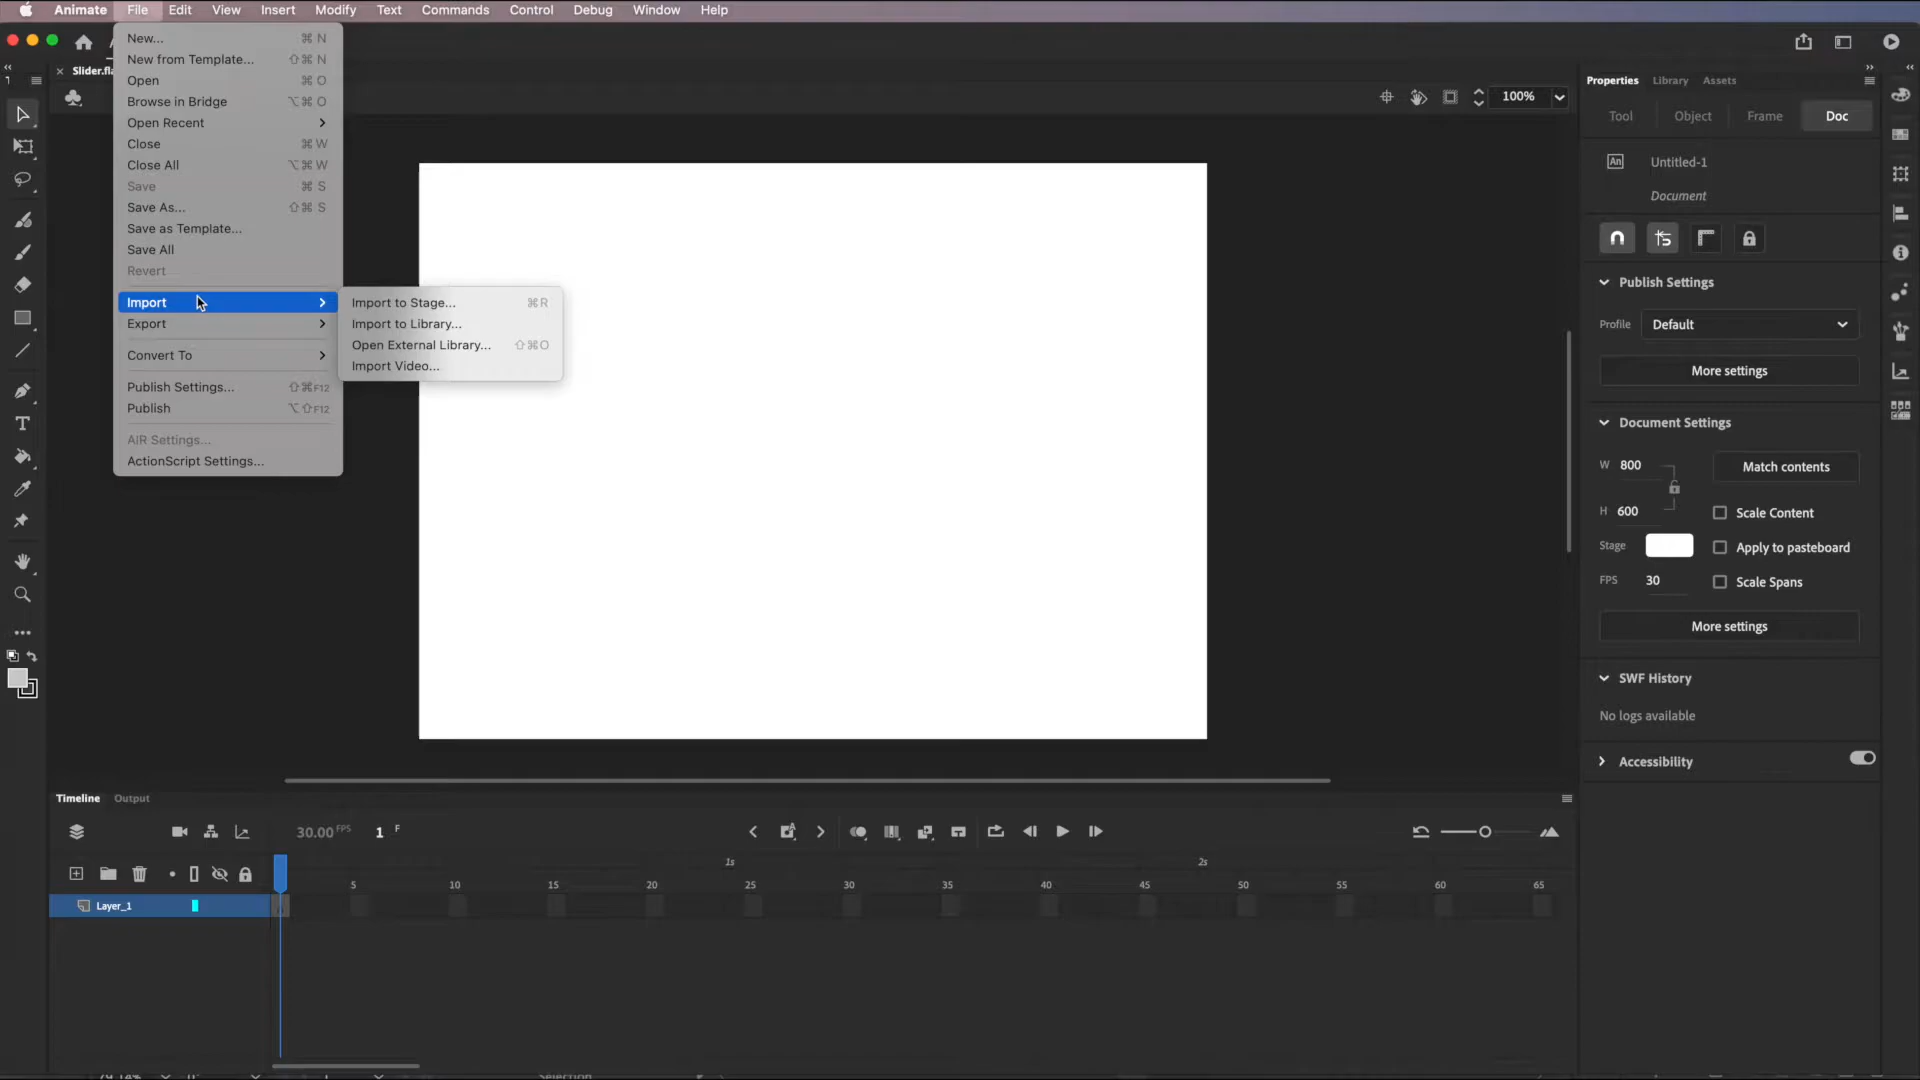 Animate File Edit View Insert Modify Text Commands Control Debug Window Help
New... ⌘ N
New from Template... ⇧⌘ N
Open ⌘ O
Browse in Bridge ⌥⌘ O
Open Recent
Close ⌘ W
Close All ⌥⌘ W
Save ⌘ S
Save As... ⇧⌘ S
Save as Template...
Save All
Revert
Import
Export
Convert To
Publish Settings... ⇧⌘F12
Publish ⌥⇧F12
AIR Settings...
ActionScript Settings...
Import to Stage... ⌘R
Import to Library...
Open External Library... ⇧⌘O
Import Video...
100%
Properties Library Assets
Tool Object Frame Doc
An Untitled-1
Document
Publish Settings
Profile Default
More settings
Document Settings
W 800 Match contents
H 600 Scale Content
Stage Apply to pasteboard
FPS 30 Scale Spans
More settings
SWF History
No logs available
Accessibility
Timeline Output
30.00 FPS 1 F
1s 2s
5 10 15 20 25 30 35 40 45 50 55 60 65
Layer_1